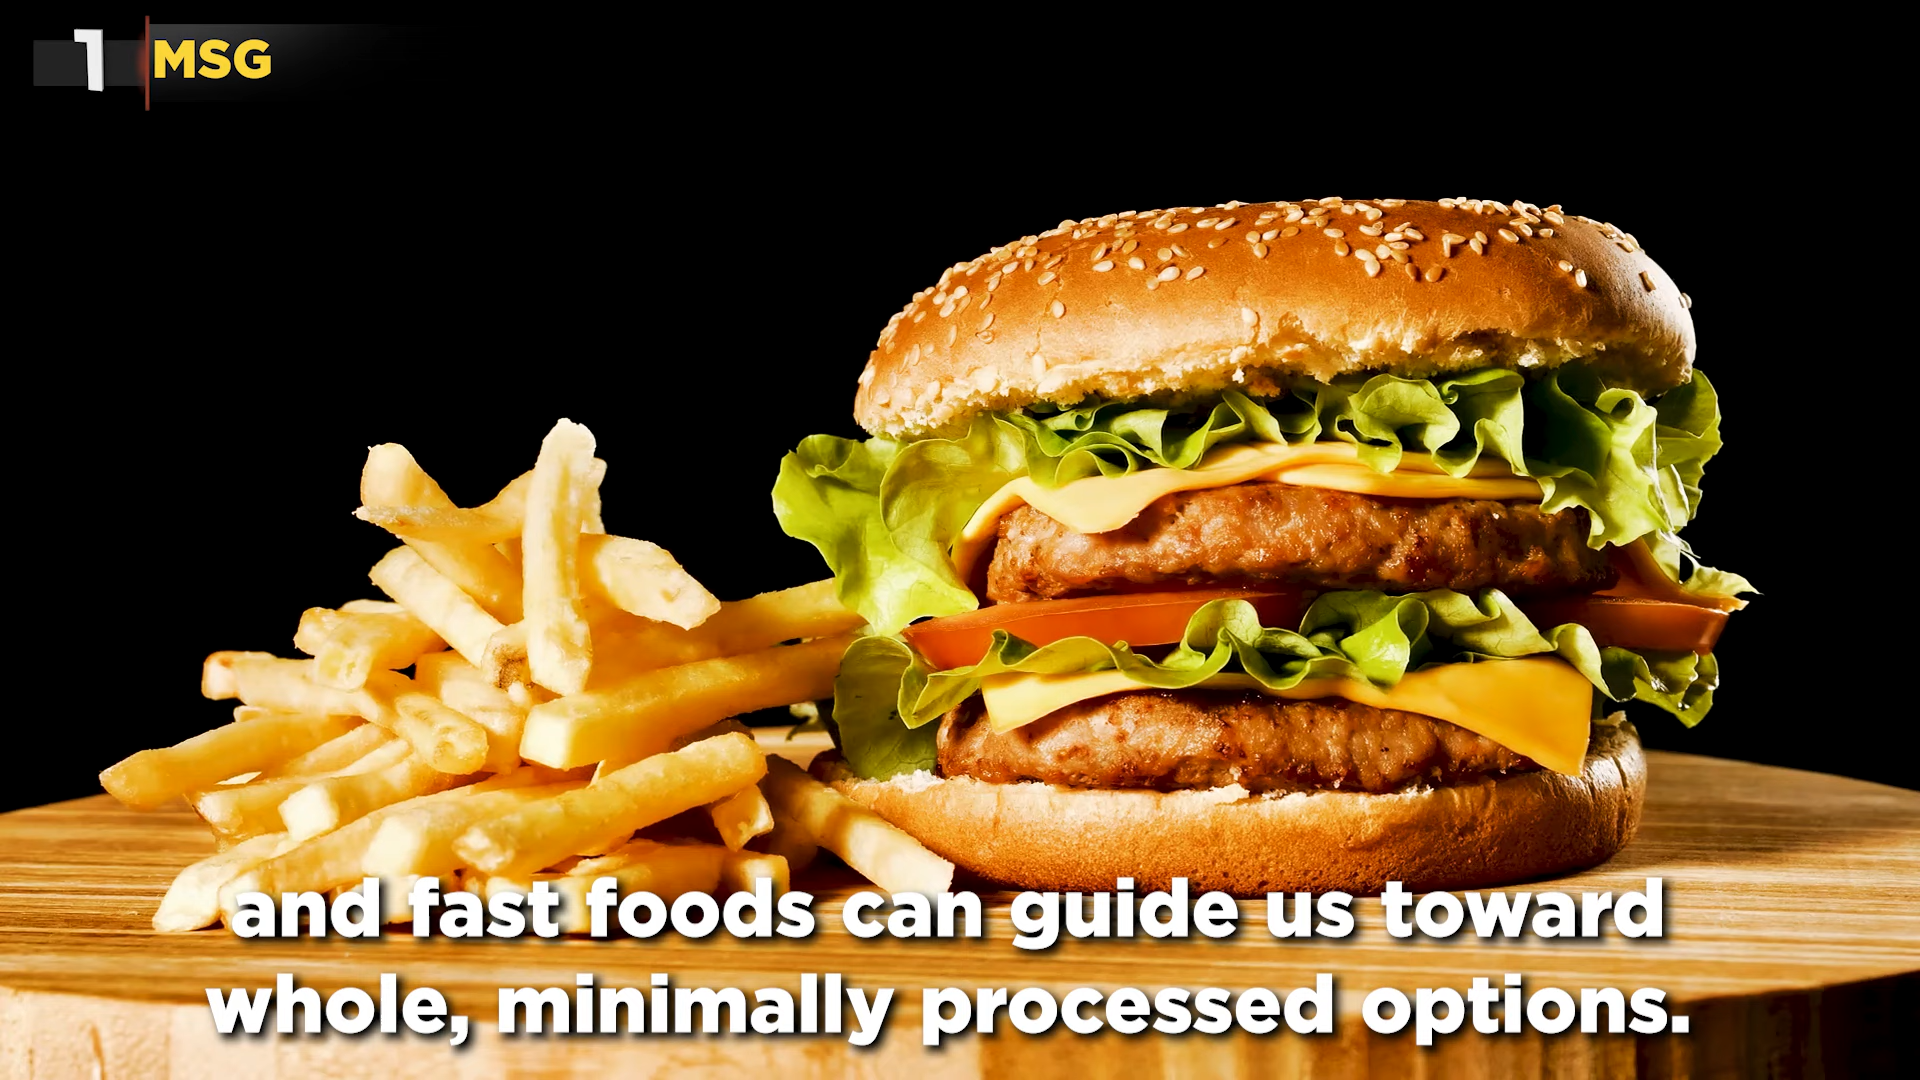 1 MSG
and fast foods can guide us toward
whole, minimally processed options.